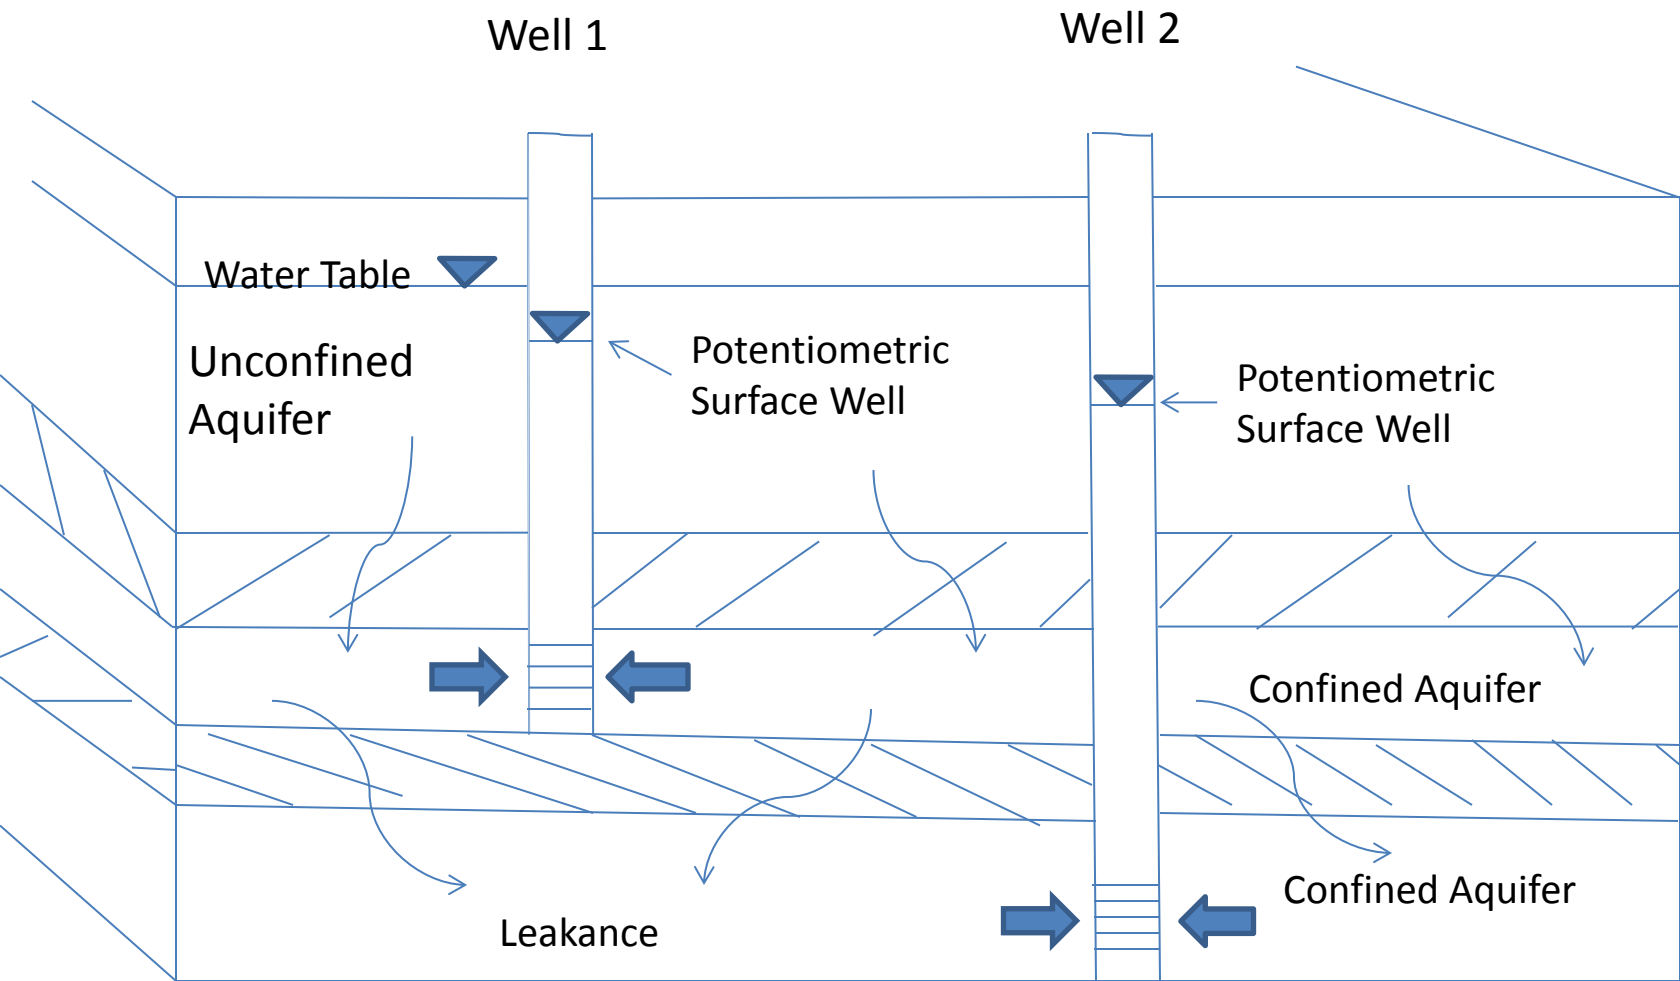 Well 1
Well 2
Water Table
Unconfined
Aquifer
Potentiometric
Surface Well
Potentiometric
Surface Well
Confined Aquifer
Confined Aquifer
Leakance